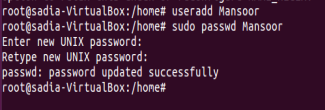 root@sadia-VirtualBox:/home# useradd Mansoor
root@sadia-VirtualBox:/home# sudo passwd Mansoor
Enter new UNIX password:
Retype new UNIX password:
passwd: password updated successfully
root@sadia-VirtualBox:/home#